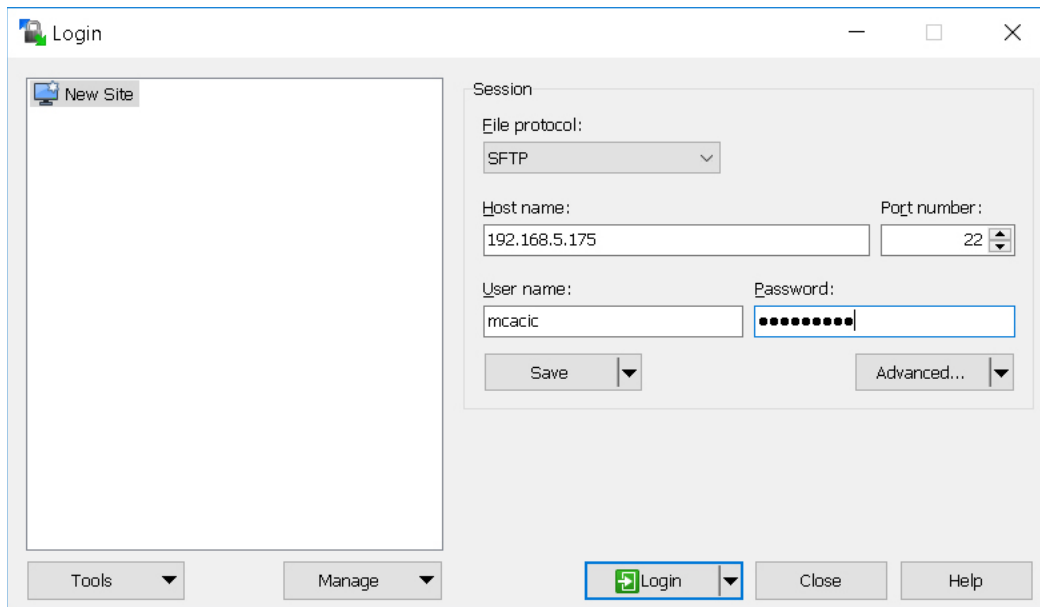 Login
New Site
Session
File protocol:
SFTP
Host name:
Port number:
192.168.5.175
22
User name:
Password:
mcacic
●●●●●●●●●
Save
Advanced...
Tools
Manage
Login
Close
Help